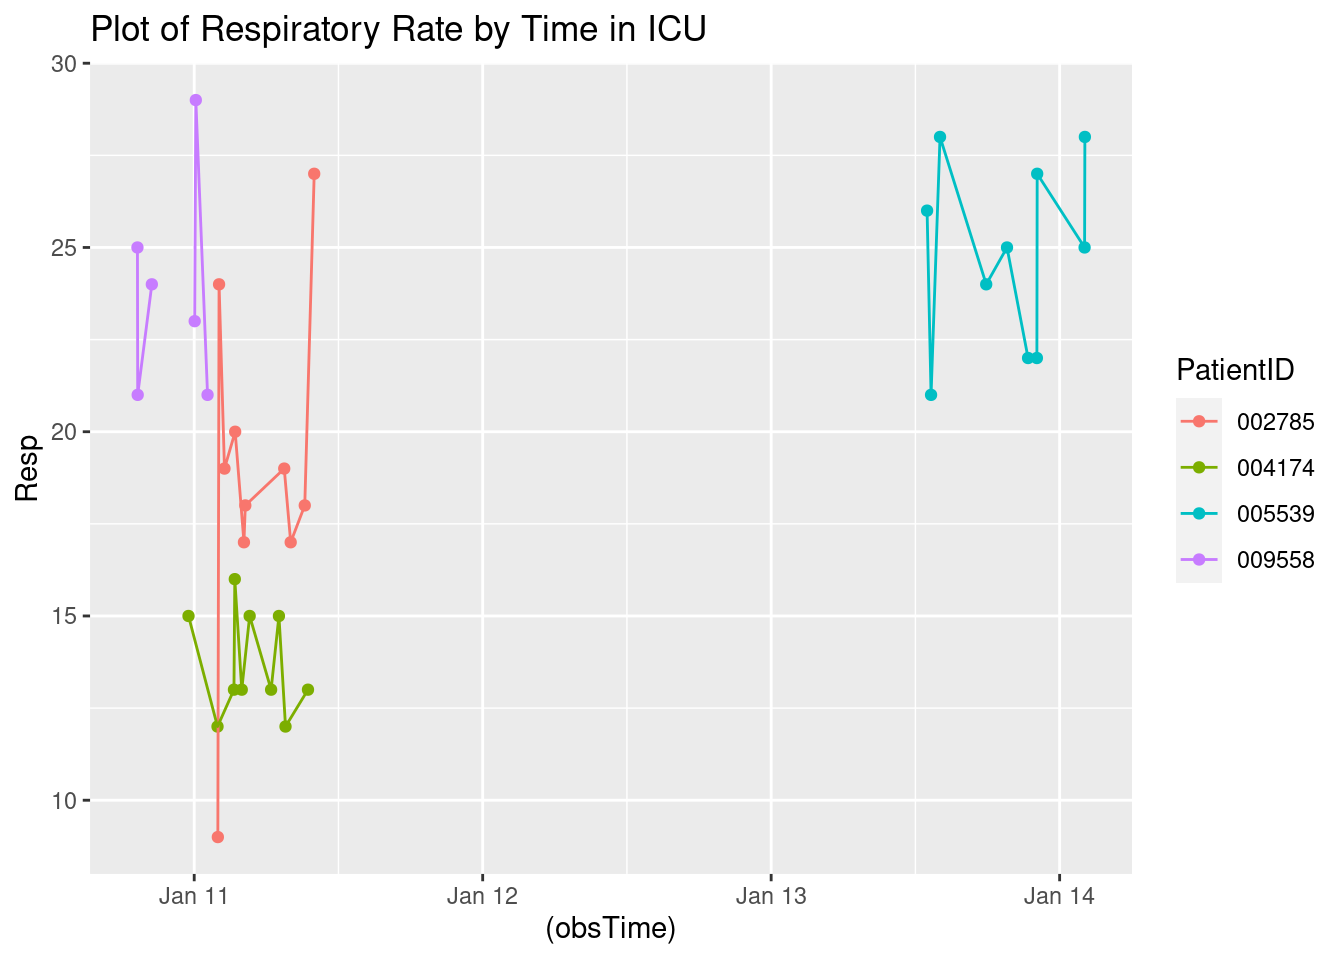 Plot of Respiratory Rate by Time in ICU
30
25
20
15
10
Resp
Jan 11
Jan 12
Jan 13
Jan 14
(obsTime)
PatientID
002785
004174
005539
009558